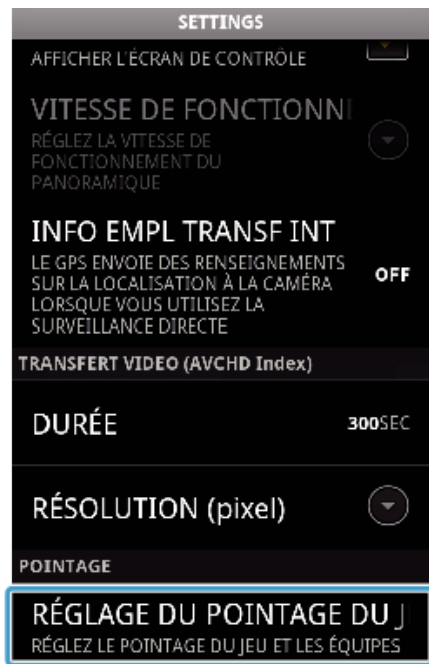 SETTINGS
AFFICHER L'ÉCRAN DE CONTRÔLE
VITESSE DE FONCTIONN
RÉGLEZ LA VITESSE DE
FONCTIONNEMENT DU
PANORAMIQUE
INFO EMPL TRANSF INT
LE GPS ENVOIE DES RENSEIGNEMENTS
SUR LA LOCALISATION À LA CAMÉRA
LORSQUE VOUS UTILISEZ LA
SURVEILLANCE DIRECTE
OFF
TRANSFERT VIDEO (AVCHD Index)
DURÉE 300SEC
RÉSOLUTION (pixel)
POINTAGE
RÉGLAGE DU POINTAGE DU J
RÉGLEZ LE POINTAGE DU JEU ET LES ÉQUIPES